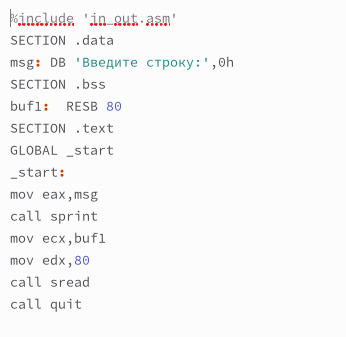 %include 'in_out.asm'
SECTION .data
msg: DB 'Введите строку:',0h
SECTION .bss
buf1:  RESB 80
SECTION .text
GLOBAL _start
_start:
mov eax,msg
call sprint
mov ecx,buf1
mov edx,80
call sread
call quit